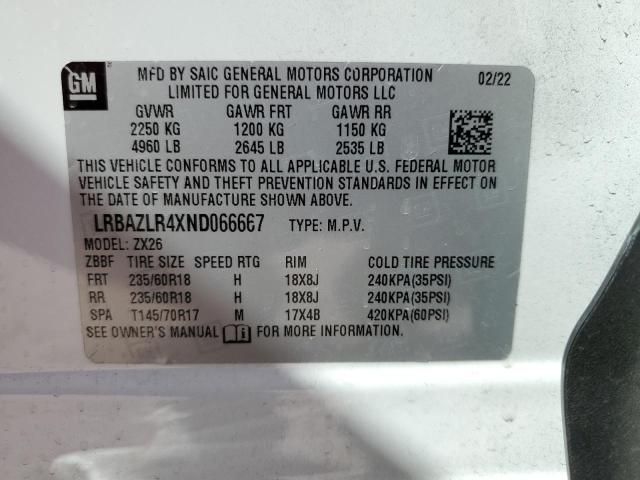 GM
MFD BY SAIC GENERAL MOTORS CORPORATION 02/22
LIMITED FOR GENERAL MOTORS LLC
GVWR GAWR FRT GAWR RR
2250 KG 1200 KG 1150 KG
4960 LB 2645 LB 2535 LB
THIS VEHICLE CONFORMS TO ALL APPLICABLE U.S. FEDERAL MOTOR
VEHICLE SAFETY AND THEFT PREVENTION STANDARDS IN EFFECT ON
THE DATE OF MANUFACTURE SHOWN ABOVE.
LRBAZLR4XND066667 TYPE: M.P.V.
MODEL: ZX26
ZBBF TIRE SIZE SPEED RTG RIM COLD TIRE PRESSURE
FRT 235/60R18 H 18X8J 240KPA(35PSI)
RR 235/60R18 H 18X8J 240KPA(35PSI)
SPA T145/70R17 M 17X4B 420KPA(60PSI)
SEE OWNER'S MANUAL FOR MORE INFORMATION.